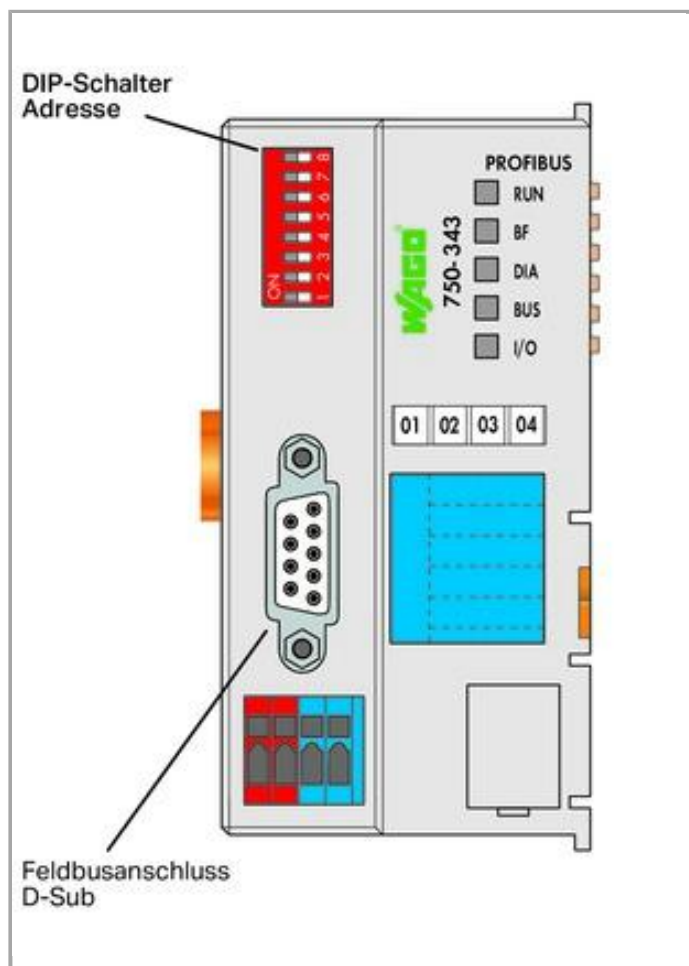 DIP-Schalter
Adresse
ON
1 2 3 4 5 6 7 8
WAGO
750-343
PROFIBUS
RUN
BF
DIA
BUS
I/O
01 02 03 04
Feldbusanschluss
D-Sub